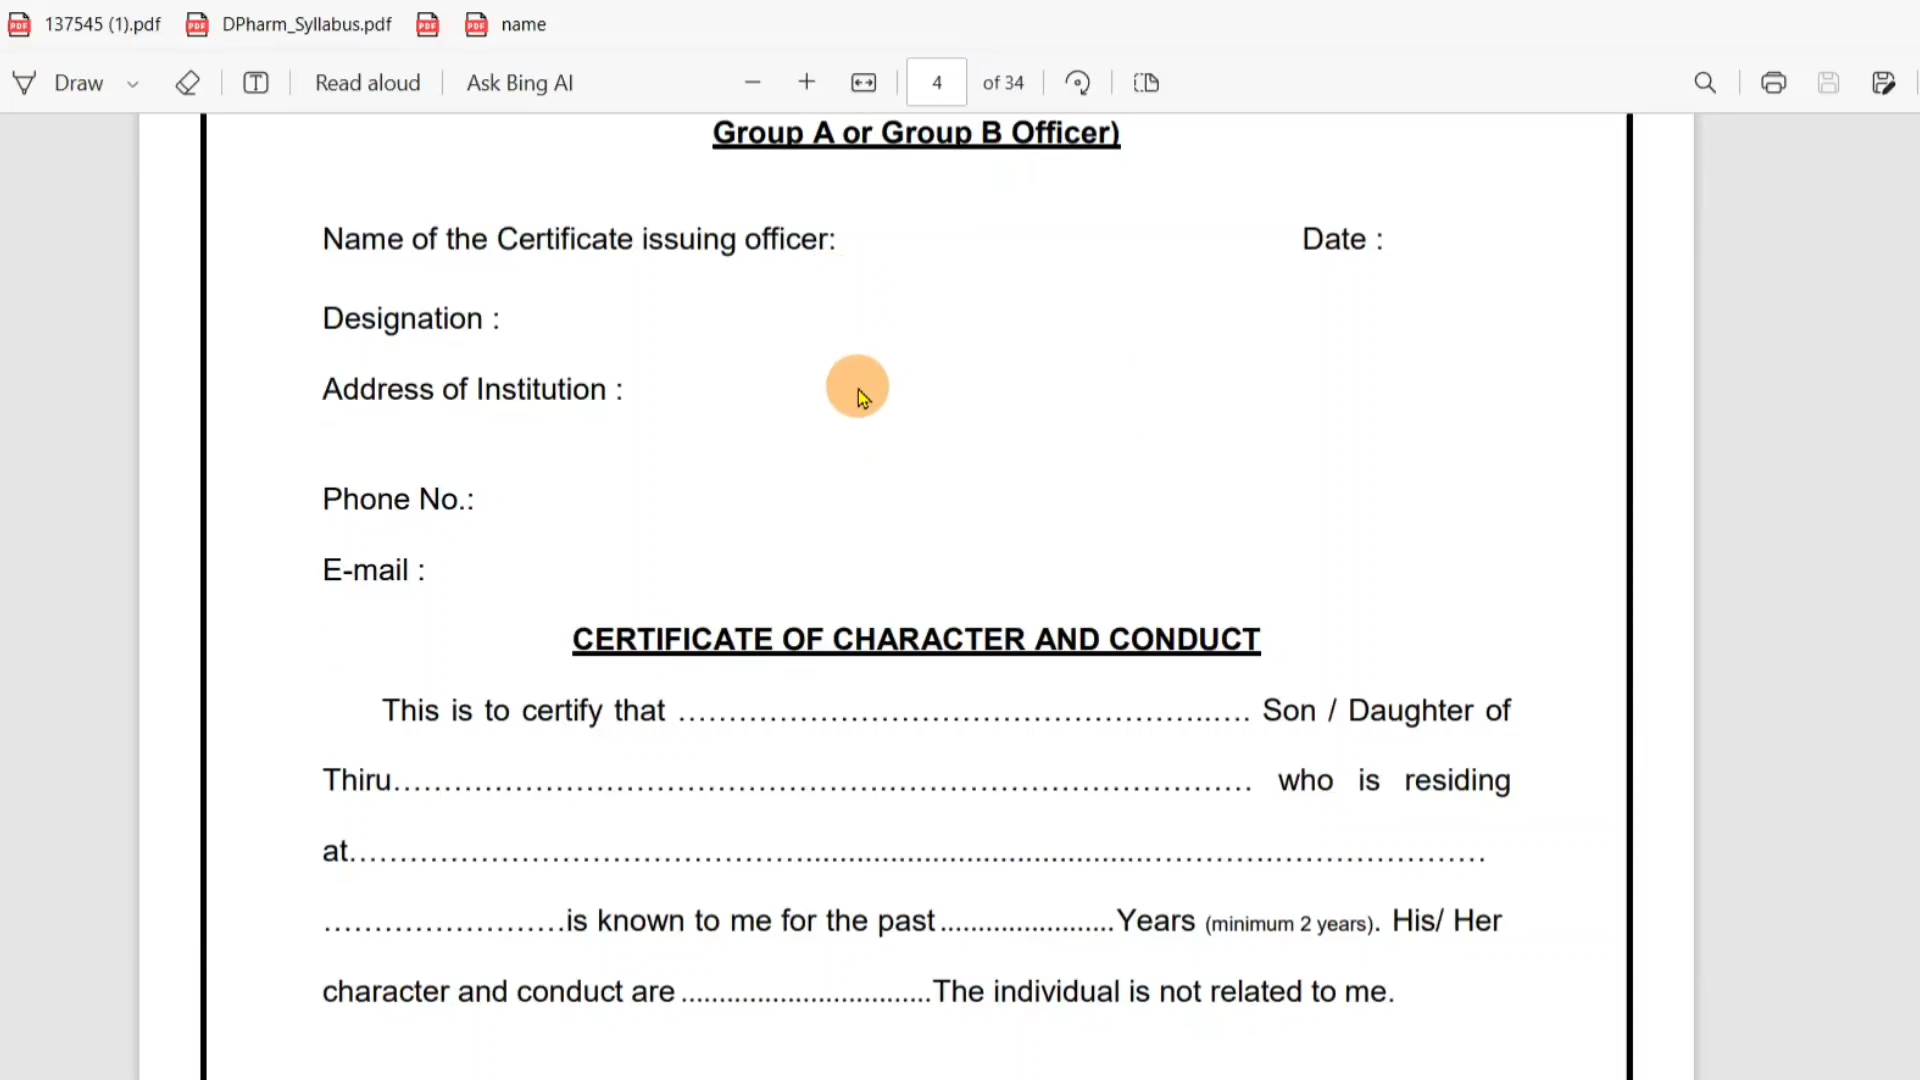 137545 (1).pdf DPharm_Syllabus.pdf name
Draw Read aloud Ask Bing AI 4 of 34
Group A or Group B Officer)
Name of the Certificate issuing officer: Date :
Designation :
Address of Institution :
Phone No.:
E-mail :
CERTIFICATE OF CHARACTER AND CONDUCT
This is to certify that ………………………………………………... Son / Daughter of
Thiru………………………………………………………………………… who is residing
at……………………………………...........................................…………………………
……………………is known to me for the past.......................Years (minimum 2 years). His/ Her
character and conduct are.................................The individual is not related to me.